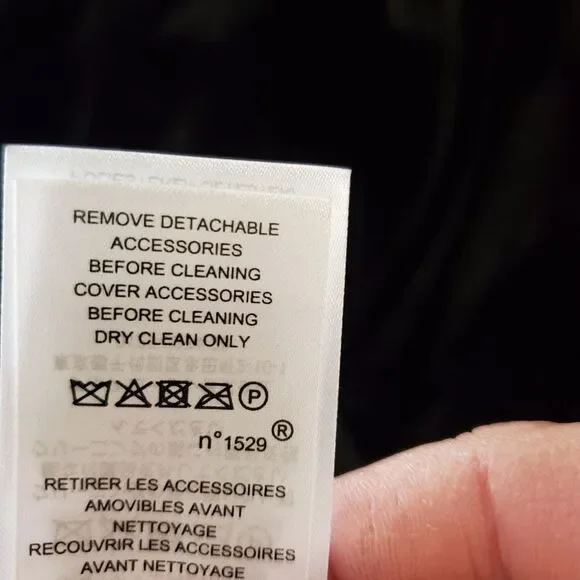 REMOVE DETACHABLE
ACCESSORIES
BEFORE CLEANING
COVER ACCESSORIES
BEFORE CLEANING
DRY CLEAN ONLY
P
n°1529®
RETIRER LES ACCESSOIRES
AMOVIBLES AVANT
NETTOYAGE
RECOUVRIR LES ACCESSOIRES
AVANT NETTOYAGE